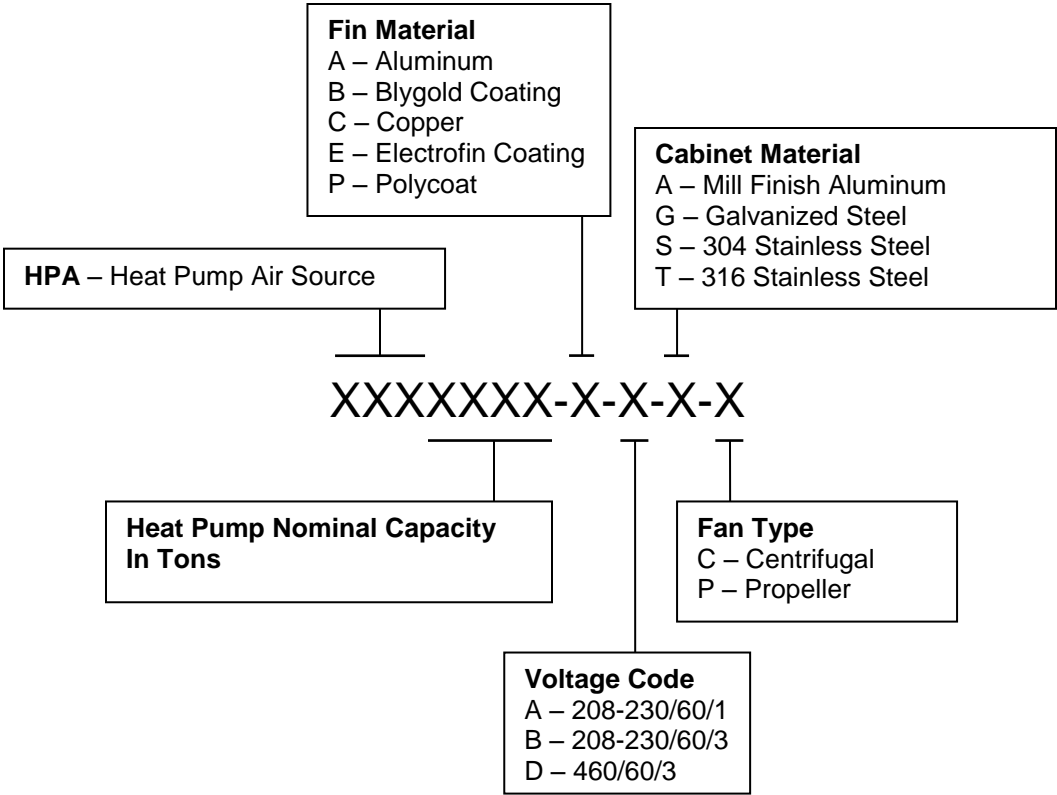 Fin Material
A – Aluminum
B – Blygold Coating
C – Copper
E – Electrofin Coating
P – Polycoat
Cabinet Material
A – Mill Finish Aluminum
G – Galvanized Steel
S – 304 Stainless Steel
T – 316 Stainless Steel
HPA – Heat Pump Air Source
XXXXXXX-X-X-X-X
Heat Pump Nominal Capacity
In Tons
Fan Type
C – Centrifugal
P – Propeller
Voltage Code
A – 208-230/60/1
B – 208-230/60/3
D – 460/60/3